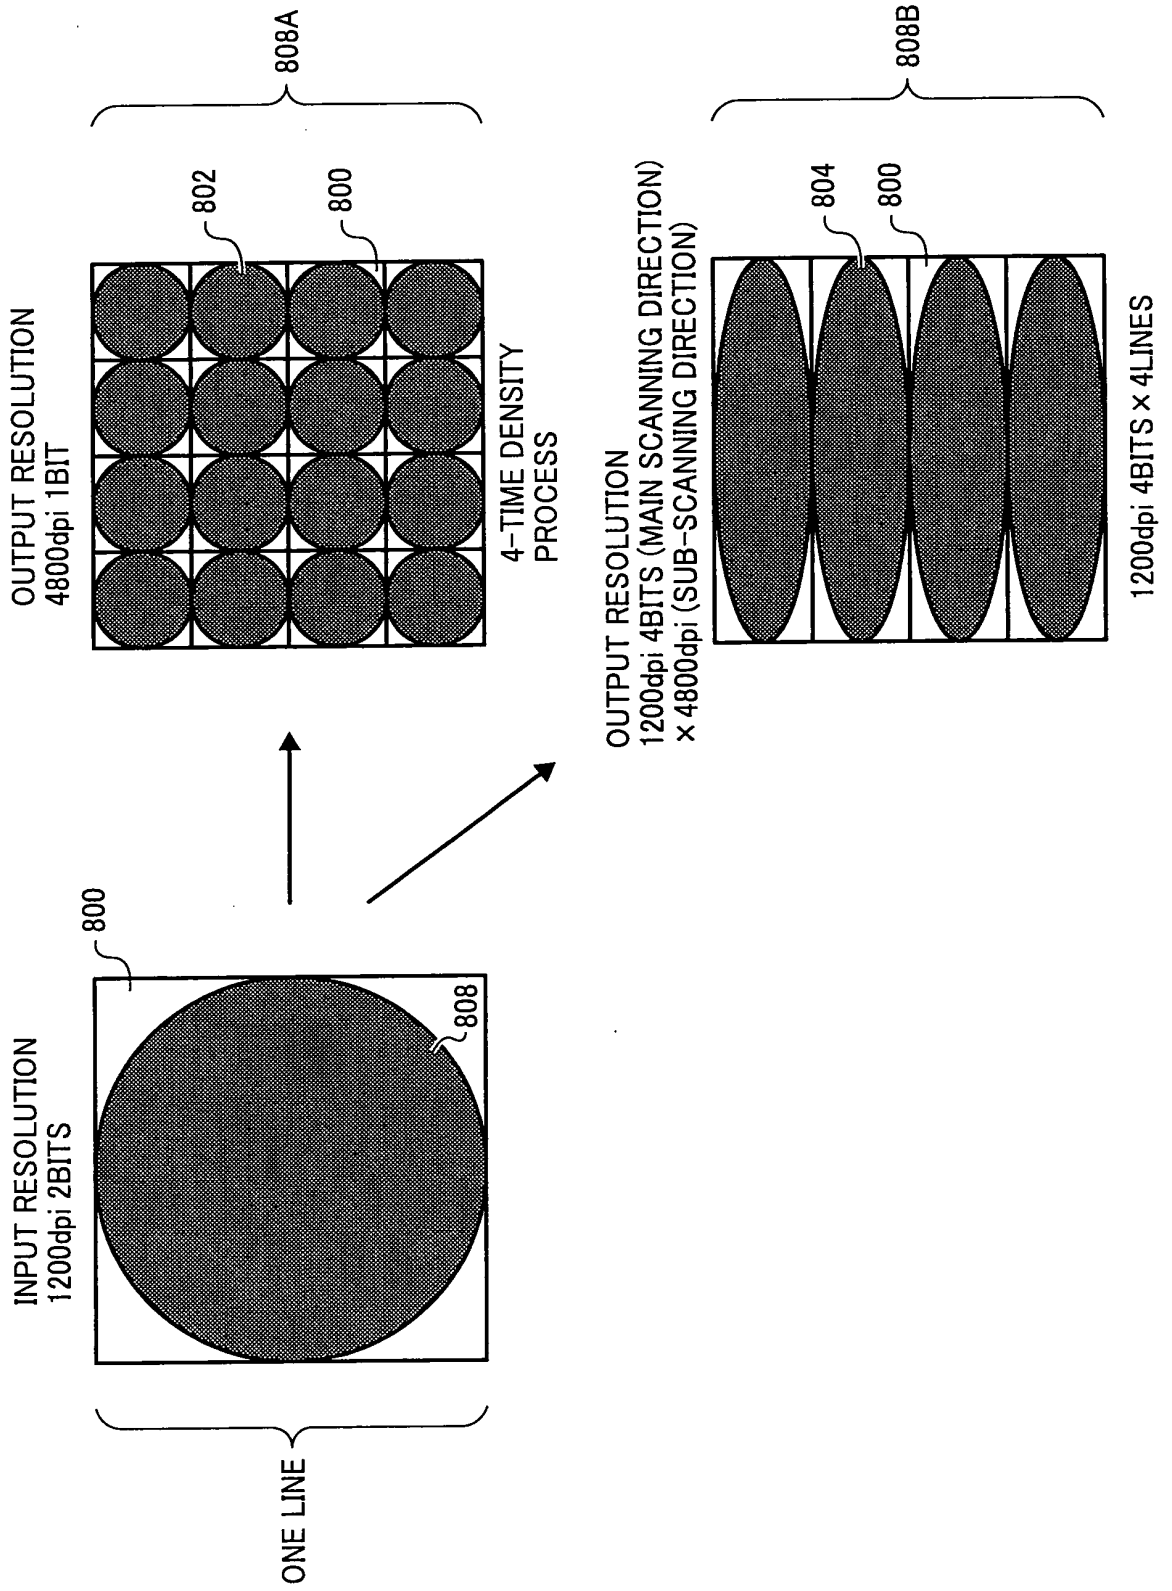 INPUT RESOLUTION
1200dpi 2BITS
800
808
ONE LINE
OUTPUT RESOLUTION
4800dpi 1BIT
802
800
808A
4-TIME DENSITY
PROCESS
OUTPUT RESOLUTION
1200dpi 4BITS (MAIN SCANNING DIRECTION)
× 4800dpi (SUB-SCANNING DIRECTION)
804
800
808B
1200dpi 4BITS × 4LINES